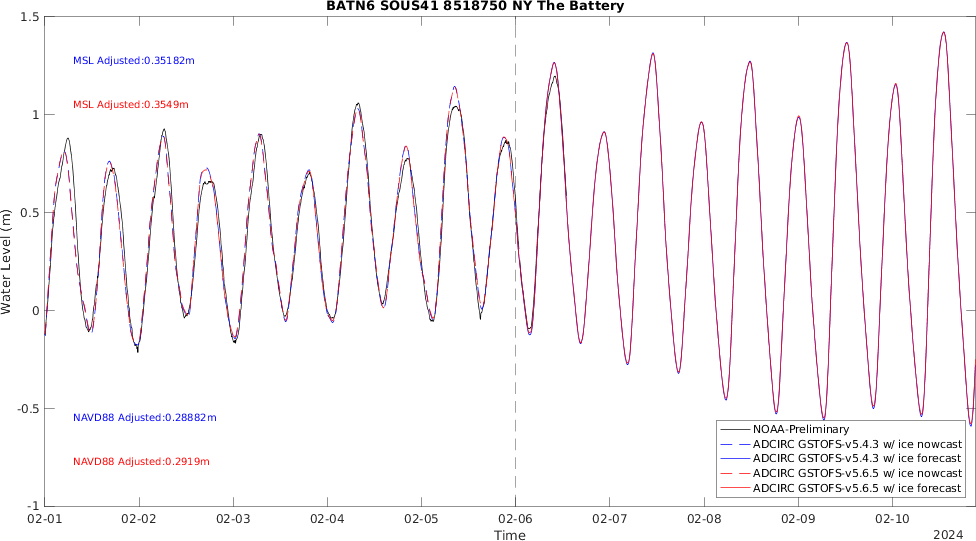 BATN6 SOUS41 8518750 NY The Battery
1.5
1
0.5
0
-0.5
-1
Water Level (m)
MSL Adjusted:0.35182m
MSL Adjusted:0.3549m
NAVD88 Adjusted:0.28882m
NAVD88 Adjusted:0.2919m
NOAA-Preliminary
ADCIRC GSTOFS-v5.4.3 w/ ice nowcast
ADCIRC GSTOFS-v5.4.3 w/ ice forecast
ADCIRC GSTOFS-v5.6.5 w/ ice nowcast
ADCIRC GSTOFS-v5.6.5 w/ ice forecast
02-01 02-02 02-03 02-04 02-05 02-06 02-07 02-08 02-09 02-10
Time
2024